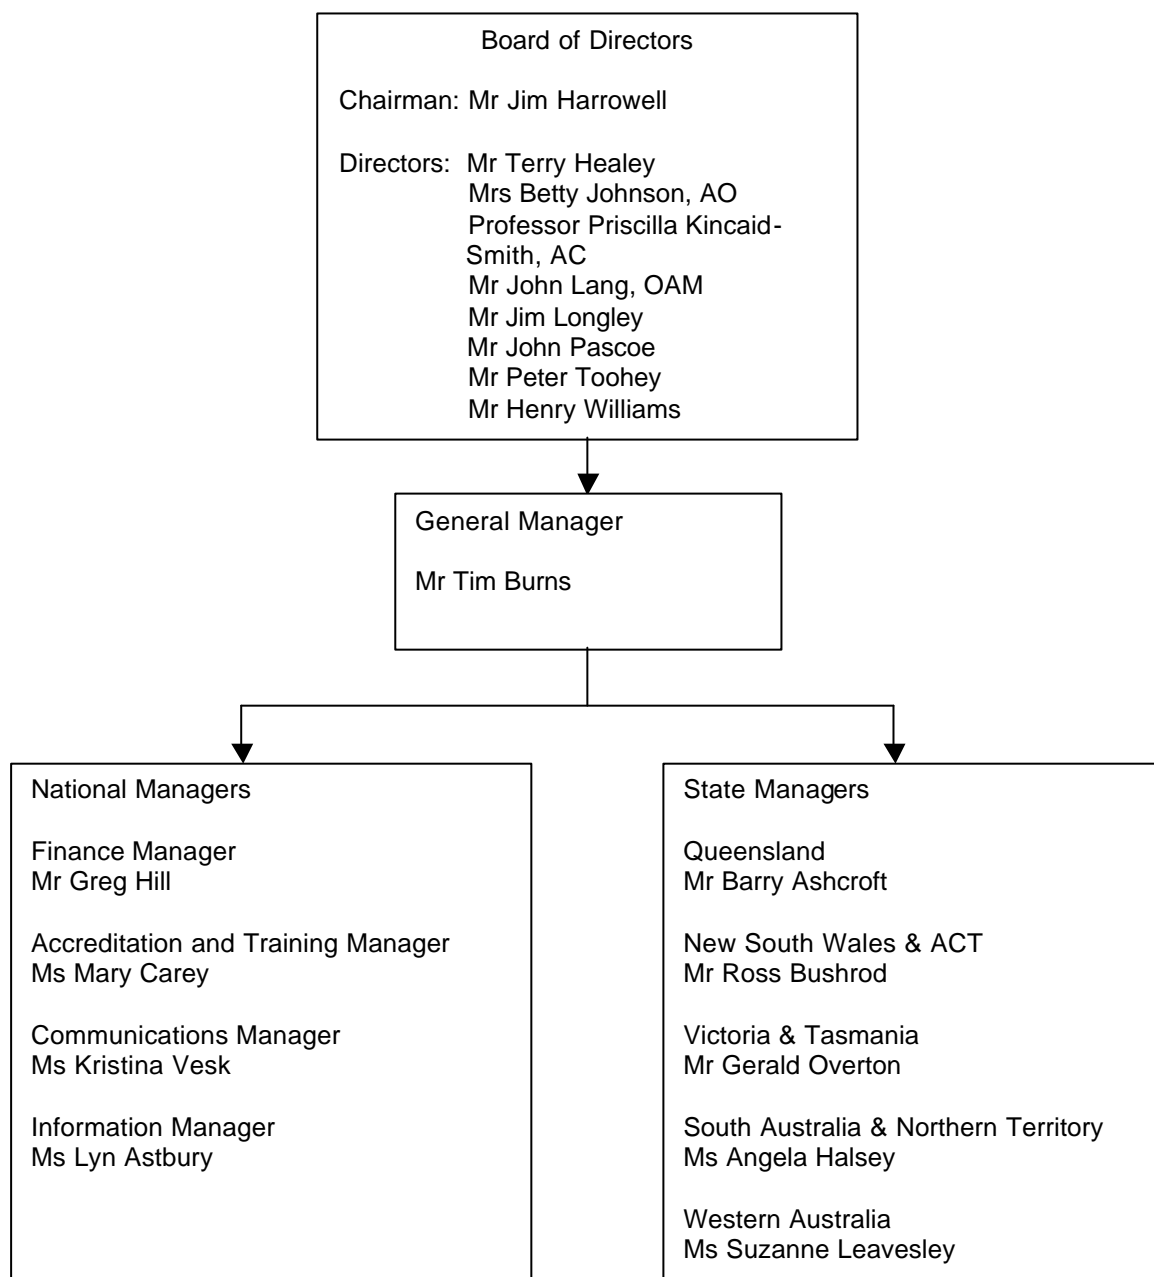 Board of Directors
Chairman: Mr Jim Harrowell
Directors: Mr Terry Healey
Mrs Betty Johnson, AO
Professor Priscilla Kincaid-
Smith, AC
Mr John Lang, OAM
Mr Jim Longley
Mr John Pascoe
Mr Peter Toohey
Mr Henry Williams
General Manager
Mr Tim Burns
National Managers
Finance Manager
Mr Greg Hill
Accreditation and Training Manager
Ms Mary Carey
Communications Manager
Ms Kristina Vesk
Information Manager
Ms Lyn Astbury
State Managers
Queensland
Mr Barry Ashcroft
New South Wales & ACT
Mr Ross Bushrod
Victoria & Tasmania
Mr Gerald Overton
South Australia & Northern Territory
Ms Angela Halsey
Western Australia
Ms Suzanne Leavesley